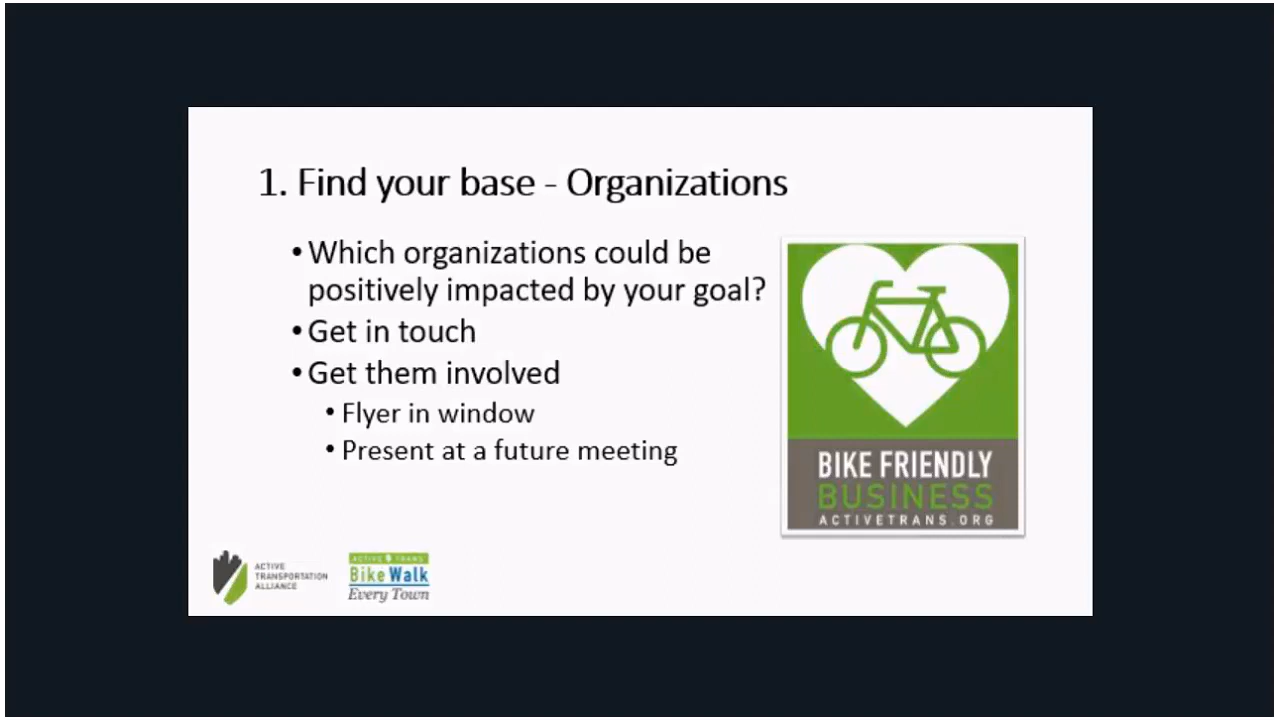 1. Find your base - Organizations
• Which organizations could be
positively impacted by your goal?
• Get in touch
• Get them involved
• Flyer in window
• Present at a future meeting
BIKE FRIENDLY
BUSINESS
ACTIVETRANS.ORG
ACTIVE
TRANSPORTATION
ALLIANCE
ACTIVE TRANS
Bike Walk
Every Town